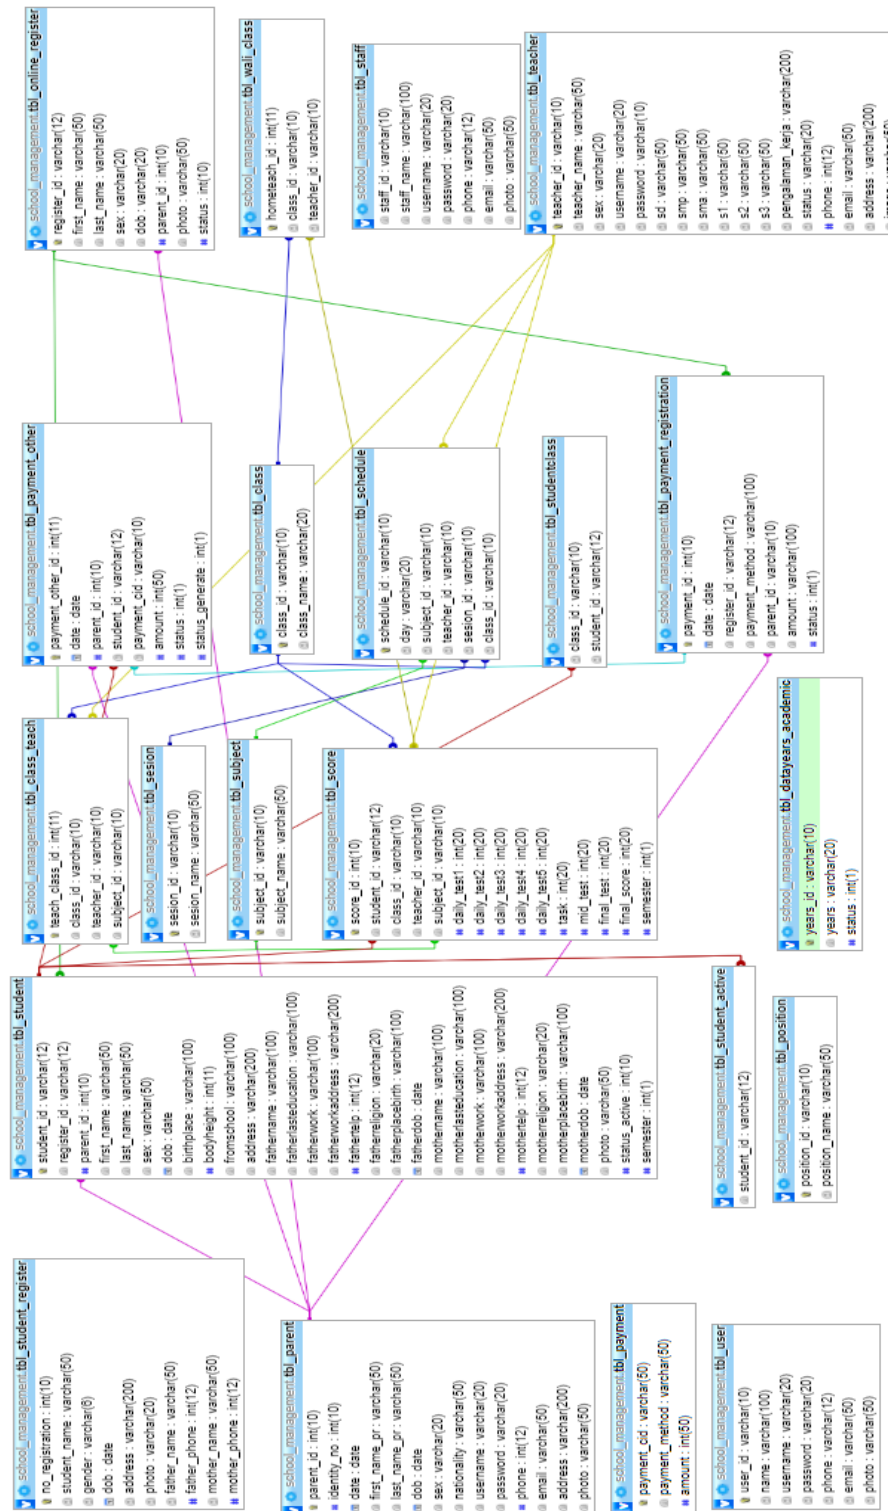 school_management.tbl_student_register
no_registration : int(10)
student_name : varchar(50)
gender : varchar(6)
dob : date
address : varchar(200)
photo : varchar(20)
father_name : varchar(50)
father_phone : int(12)
mother_name : varchar(50)
mother_phone : int(12)
school_management.tbl_parent
parent_id : int(10)
identity_no : int(10)
date : date
first_name_pr : varchar(50)
last_name_pr : varchar(50)
dob : date
sex : varchar(20)
nationality : varchar(50)
username : varchar(20)
password : varchar(20)
phone : int(12)
email : varchar(50)
address : varchar(200)
photo : varchar(50)
school_management.tbl_payment
payment_cid : varchar(50)
payment_method : varchar(50)
amount : int(50)
school_management.tbl_user
user_id : varchar(10)
name : varchar(100)
username : varchar(20)
password : varchar(20)
phone : varchar(12)
email : varchar(50)
photo : varchar(50)
school_management.tbl_student
student_id : varchar(12)
register_id : varchar(12)
parent_id : int(10)
first_name : varchar(50)
last_name : varchar(50)
sex : varchar(50)
dob : date
birthplace : varchar(100)
bodyheight : int(11)
fromschool : varchar(100)
address : varchar(200)
fathername : varchar(100)
fatherlasteducation : varchar(100)
fatherwork : varchar(100)
fatherworkaddress : varchar(200)
fathertelp : int(12)
fatherreligion : varchar(20)
fatherplacebirth : varchar(100)
fatherdob : date
mothername : varchar(100)
motherlasteducation : varchar(100)
motherwork : varchar(100)
motherworkaddress : varchar(200)
mothertelp : int(12)
motherreligion : varchar(20)
motherplacebirth : varchar(100)
motherdob : date
photo : varchar(50)
status_active : int(10)
semester : int(1)
school_management.tbl_student_active
student_id : varchar(12)
school_management.tbl_position
position_id : varchar(10)
position_name : varchar(50)
school_management.tbl_class_teach
teach_class_id : int(11)
class_id : varchar(10)
teacher_id : varchar(10)
subject_id : varchar(10)
school_management.tbl_sesion
sesion_id : varchar(10)
sesion_name : varchar(50)
school_management.tbl_subject
subject_id : varchar(10)
subject_name : varchar(50)
school_management.tbl_score
score_id : int(10)
student_id : varchar(12)
class_id : varchar(10)
teacher_id : varchar(10)
subject_id : varchar(10)
daily_test1 : int(20)
daily_test2 : int(20)
daily_test3 : int(20)
daily_test4 : int(20)
daily_test5 : int(20)
task : int(20)
mid_test : int(20)
final_test : int(20)
final_score : int(20)
semester : int(1)
school_management.tbl_datayears_academic
years_id : varchar(10)
years : varchar(20)
status : int(1)
school_management.tbl_payment_other
payment_other_id : int(11)
date : date
parent_id : int(10)
student_id : varchar(12)
payment_cid : varchar(10)
amount : int(50)
status : int(1)
status_generate : int(1)
school_management.tbl_class
class_id : varchar(10)
class_name : varchar(20)
school_management.tbl_schedule
schedule_id : varchar(10)
day : varchar(20)
subject_id : varchar(10)
teacher_id : varchar(10)
sesion_id : varchar(10)
class_id : varchar(10)
school_management.tbl_studentclass
class_id : varchar(10)
student_id : varchar(12)
school_management.tbl_payment_registration
payment_id : int(10)
date : date
register_id : varchar(12)
payment_method : varchar(100)
parent_id : varchar(10)
amount : varchar(100)
status : int(1)
school_management.tbl_online_register
register_id : varchar(12)
first_name : varchar(50)
last_name : varchar(50)
sex : varchar(20)
dob : varchar(20)
parent_id : int(10)
photo : varchar(50)
status : int(10)
school_management.tbl_wali_class
hometeach_id : int(11)
class_id : varchar(10)
teacher_id : varchar(10)
school_management.tbl_staff
staff_id : varchar(10)
staff_name : varchar(100)
username : varchar(20)
password : varchar(20)
phone : varchar(12)
email : varchar(50)
photo : varchar(50)
school_management.tbl_teacher
teacher_id : varchar(10)
teacher_name : varchar(50)
sex : varchar(20)
username : varchar(20)
password : varchar(10)
sd : varchar(50)
smp : varchar(50)
sma : varchar(50)
s1 : varchar(50)
s2 : varchar(50)
s3 : varchar(50)
pengalaman_kerja : varchar(200)
status : varchar(20)
phone : int(12)
email : varchar(50)
address : varchar(200)